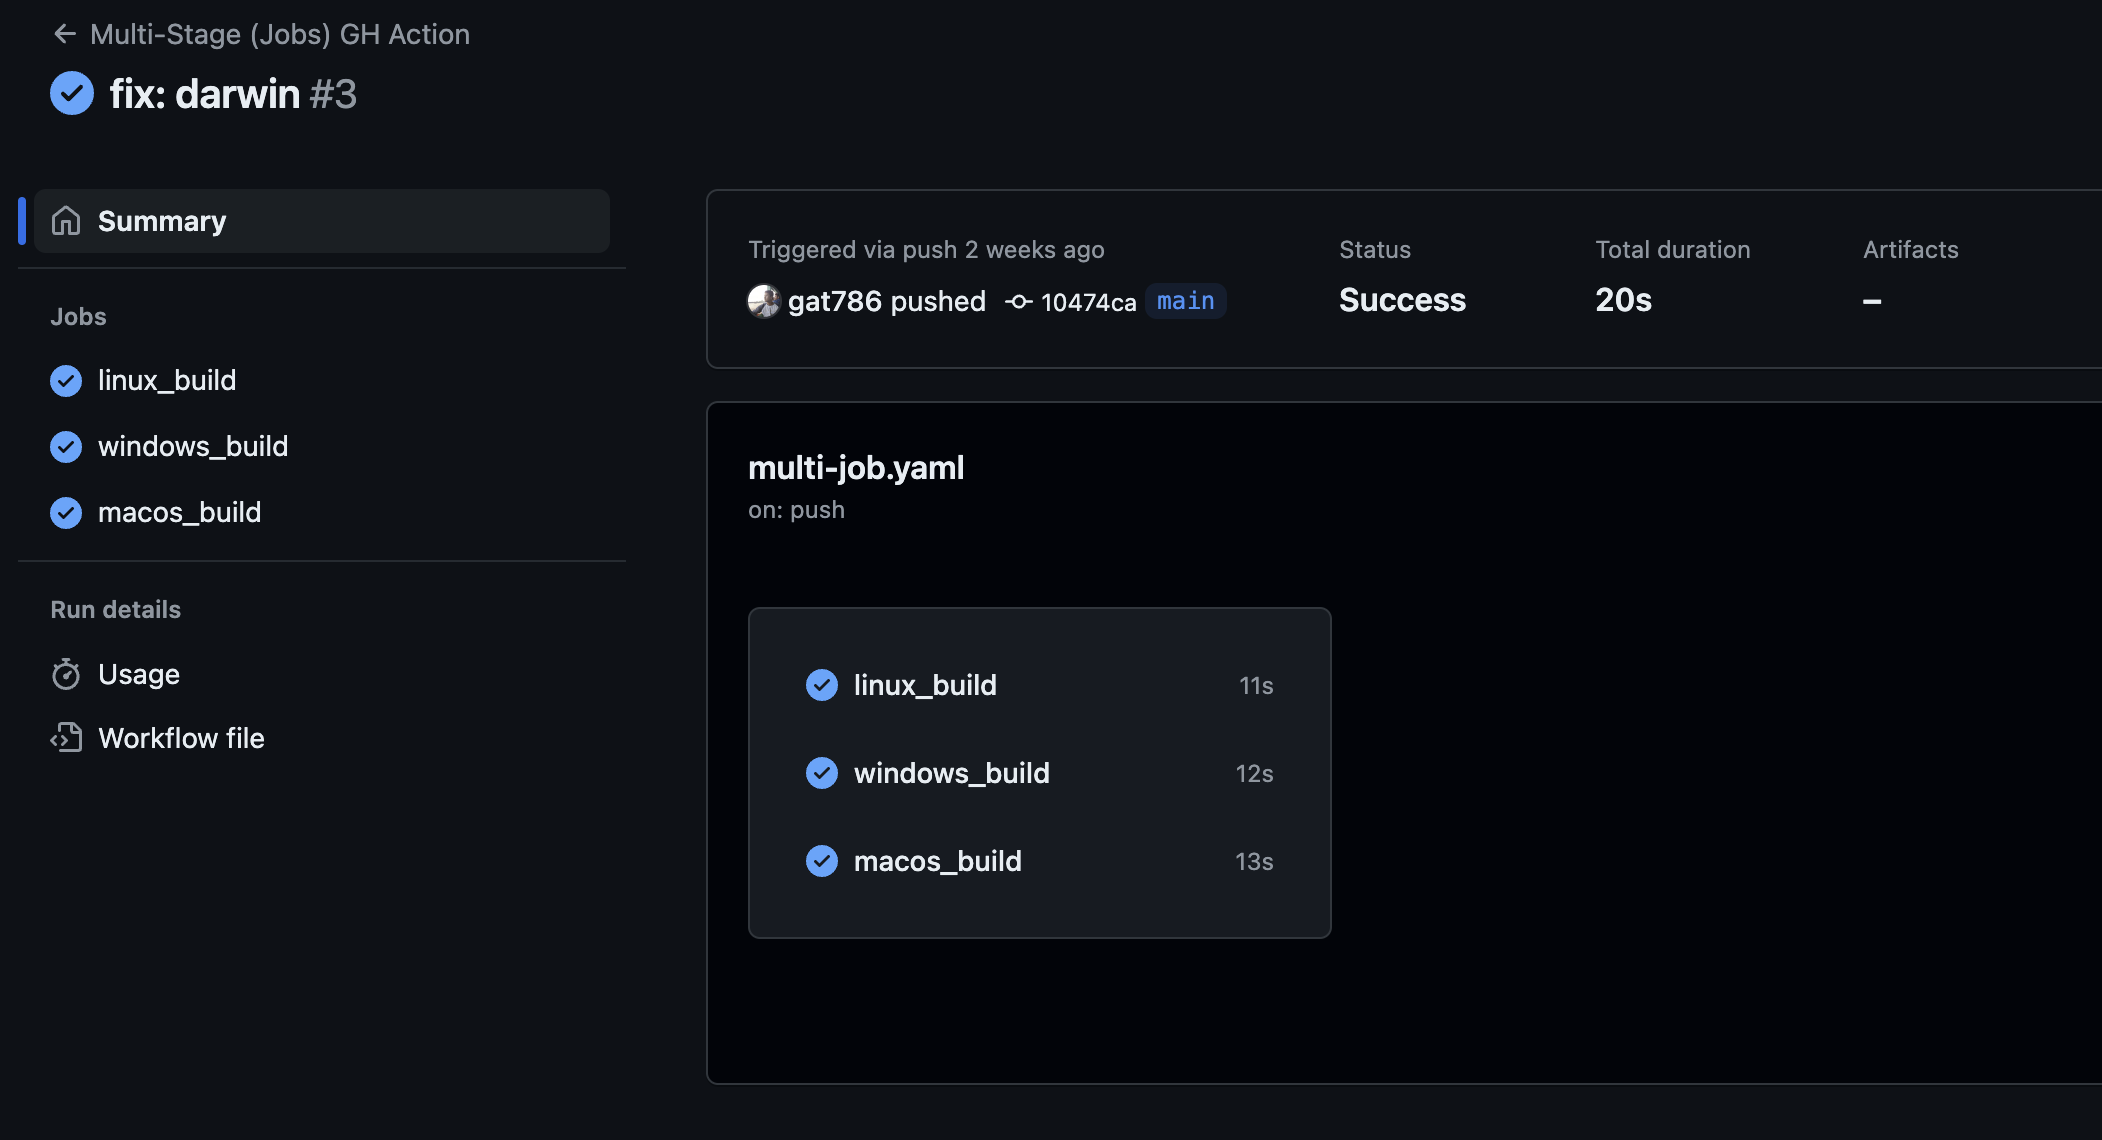 Multi-Stage (Jobs) GH Action
fix: darwin #3
Summary
Jobs
linux_build
windows_build
macos_build
Run details
Usage
Workflow file
Triggered via push 2 weeks ago
gat786 pushed 10474ca main
Status
Success
Total duration
20s
Artifacts
–
multi-job.yaml
on: push
linux_build 11s
windows_build 12s
macos_build 13s